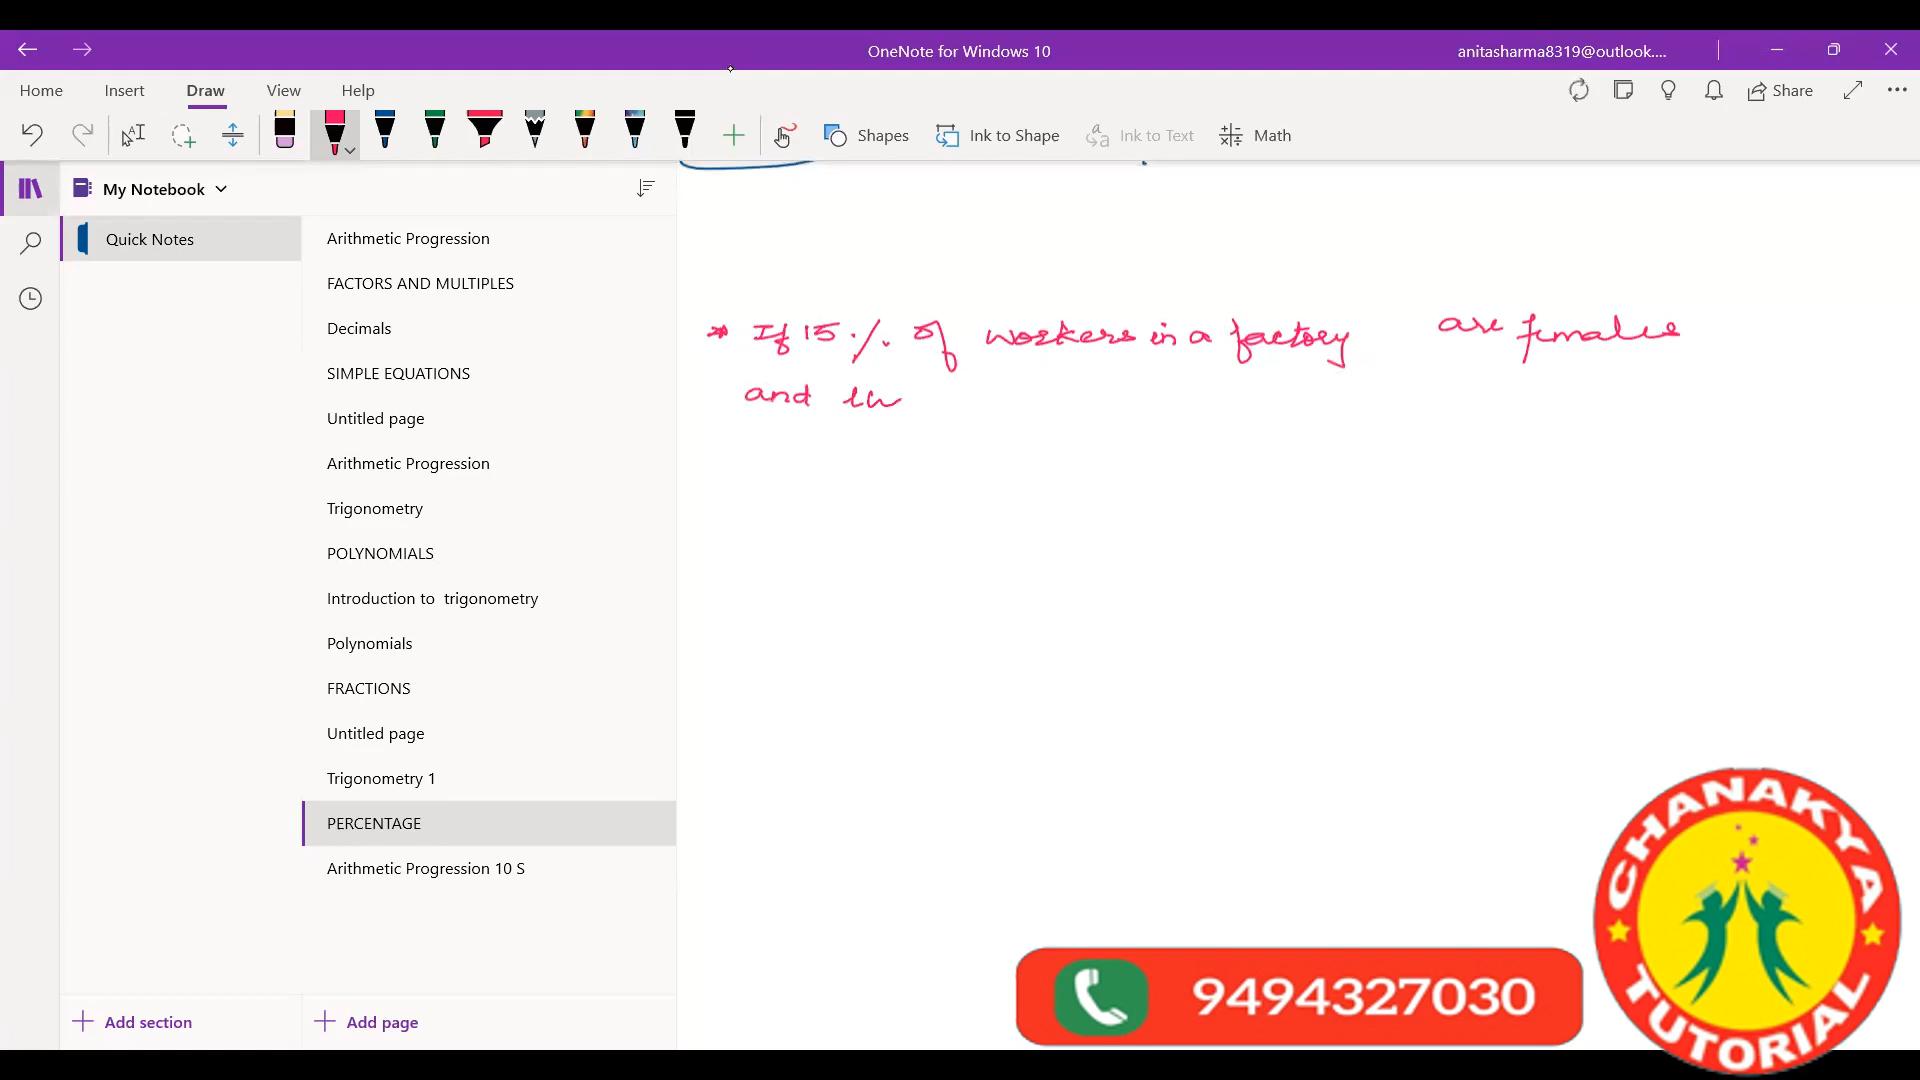 OneNote for Windows 10
anitasharma8319@outlook....
Home
Insert
Draw
View
Help
Share
Shapes
Ink to Shape
Ink to Text
Math
My Notebook
Quick Notes
Arithmetic Progression
FACTORS AND MULTIPLES
Decimals
SIMPLE EQUATIONS
Untitled page
Arithmetic Progression
Trigonometry
POLYNOMIALS
Introduction to trigonometry
Polynomials
FRACTIONS
Untitled page
Trigonometry 1
PERCENTAGE
Arithmetic Progression 10 S
Add section
Add page
* If 15 % of workers in a factory are females
and
9494327030
CHANAKYA
TUTORIAL